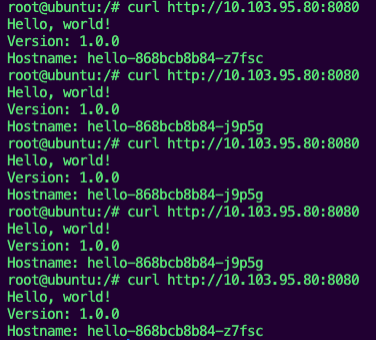 root@ubuntu:/# curl http://10.103.95.80:8080
Hello, world!
Version: 1.0.0
Hostname: hello-868bcb8b84-z7fsc
root@ubuntu:/# curl http://10.103.95.80:8080
Hello, world!
Version: 1.0.0
Hostname: hello-868bcb8b84-j9p5g
root@ubuntu:/# curl http://10.103.95.80:8080
Hello, world!
Version: 1.0.0
Hostname: hello-868bcb8b84-j9p5g
root@ubuntu:/# curl http://10.103.95.80:8080
Hello, world!
Version: 1.0.0
Hostname: hello-868bcb8b84-j9p5g
root@ubuntu:/# curl http://10.103.95.80:8080
Hello, world!
Version: 1.0.0
Hostname: hello-868bcb8b84-z7fsc